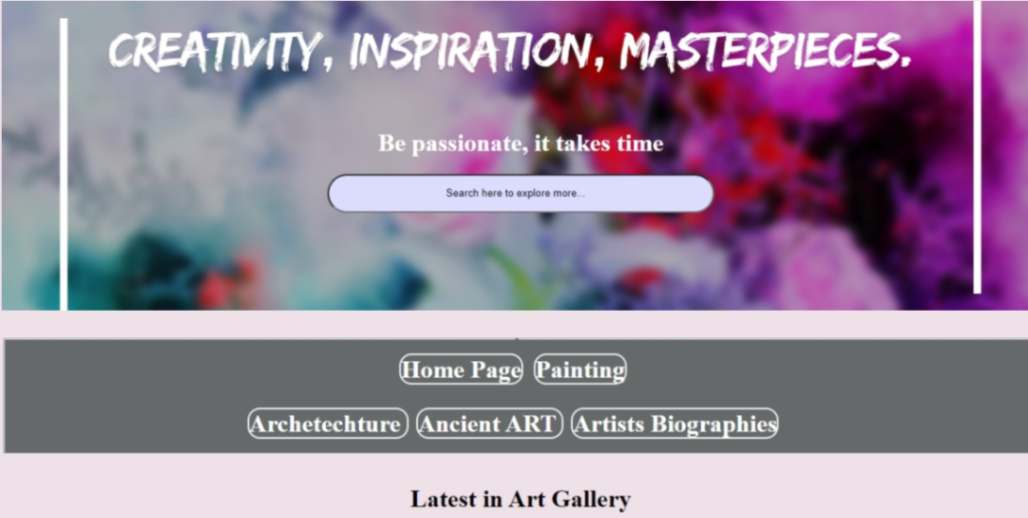 CREATIVITY, INSPIRATION, MASTERPIECES.
Be passionate, it takes time
Search here to explore more...
Home Page Painting
Archetechture Ancient ART Artists Biographies
Latest in Art Gallery